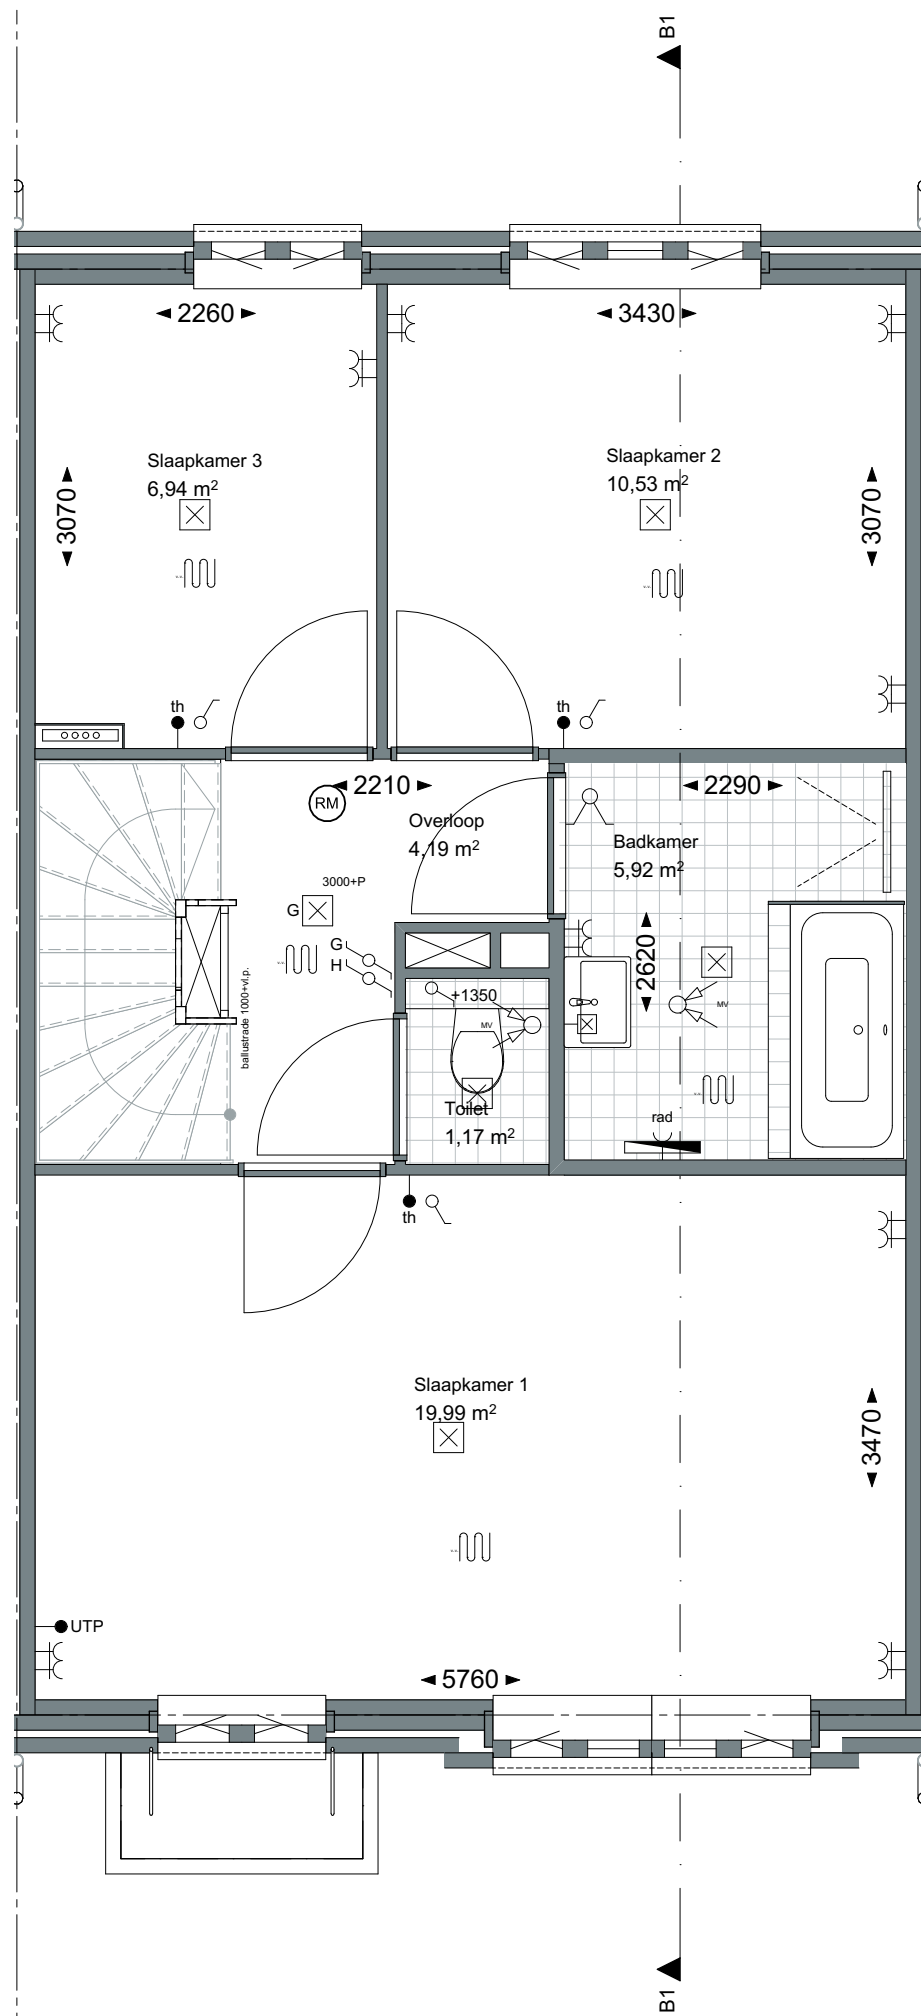 B1
2260
3430
Slaapkamer 3
6,94 m²
Slaapkamer 2
10,53 m²
3070
3070
th
th
RM
2210
2290
Overloop
4,19 m²
Badkamer
5,92 m²
3000+P
G
G
H
ballustrade 1000+vl.p.
+1350
MV
2620
MV
Toilet
1,17 m²
rad
th
Slaapkamer 1
19,99 m²
3470
UTP
5760
B1